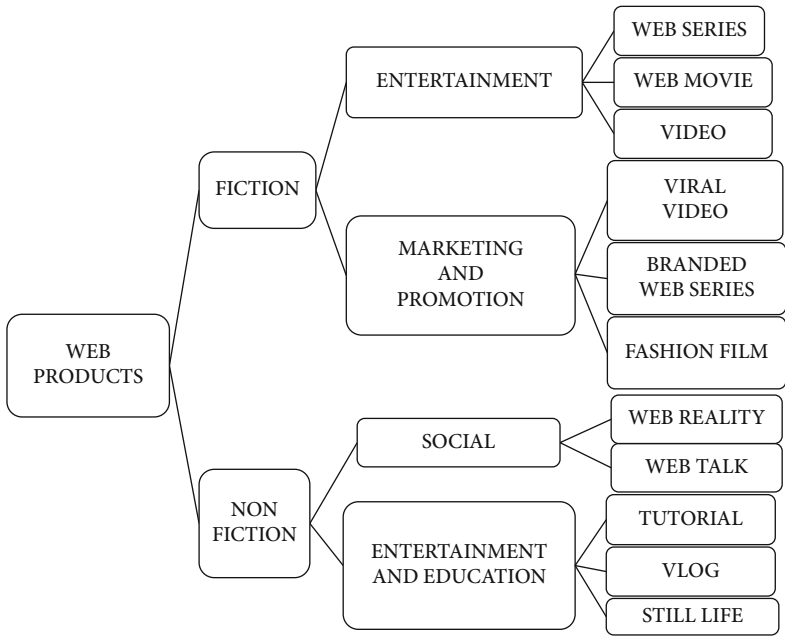 WEB
PRODUCTS
FICTION
NON
FICTION
ENTERTAINMENT
MARKETING
AND
PROMOTION
SOCIAL
ENTERTAINMENT
AND EDUCATION
WEB SERIES
WEB MOVIE
VIDEO
VIRAL
VIDEO
BRANDED
WEB SERIES
FASHION FILM
WEB REALITY
WEB TALK
TUTORIAL
VLOG
STILL LIFE